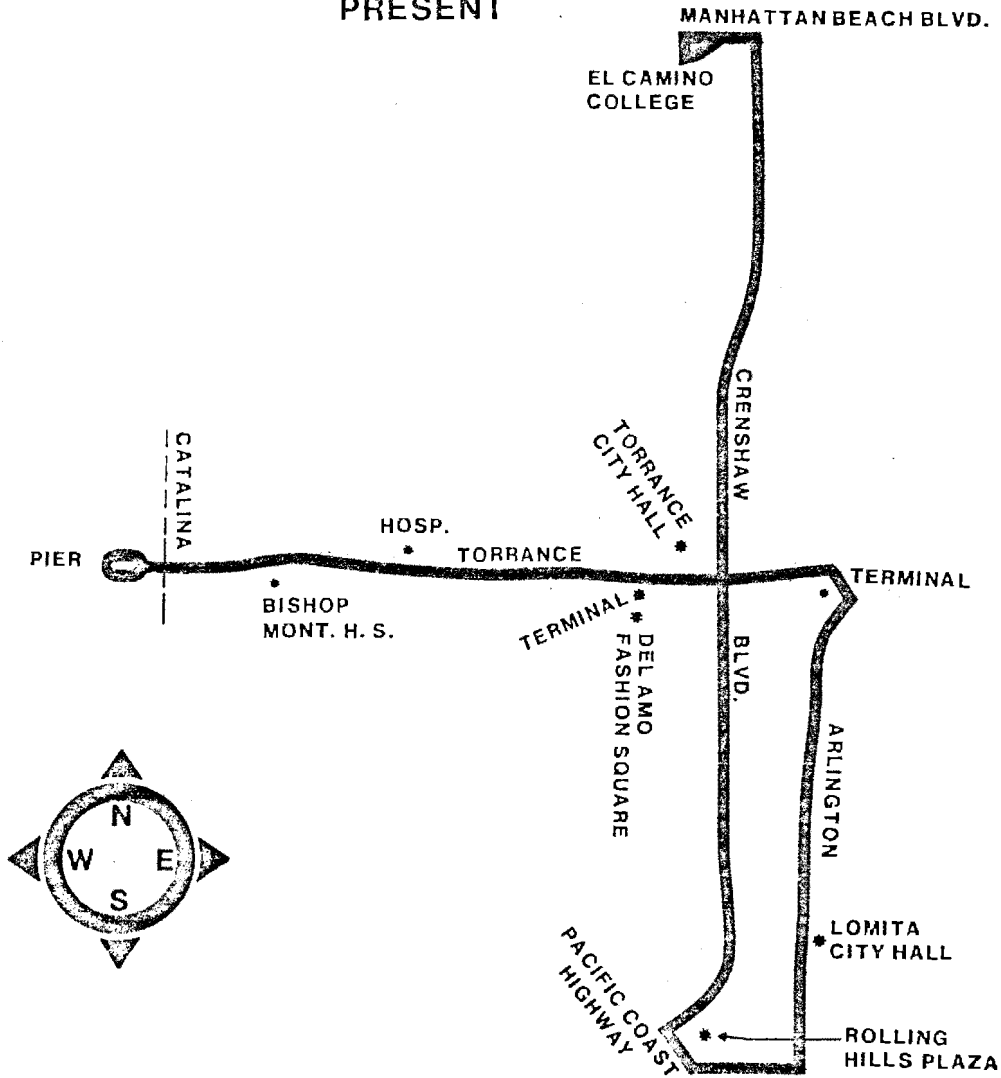 PRESENT
MANHATTAN BEACH BLVD.
EL CAMINO
COLLEGE
CRENSHAW
TORRANCE
CITY HALL
CATALINA
HOSP.
PIER
TORRANCE
TERMINAL
BISHOP
MONT. H. S.
TERMINAL
DEL AMO
FASHION SQUARE
BLVD.
ARLINGTON
N
W E
S
LOMITA
CITY HALL
PACIFIC COAST
HIGHWAY
ROLLING
HILLS PLAZA